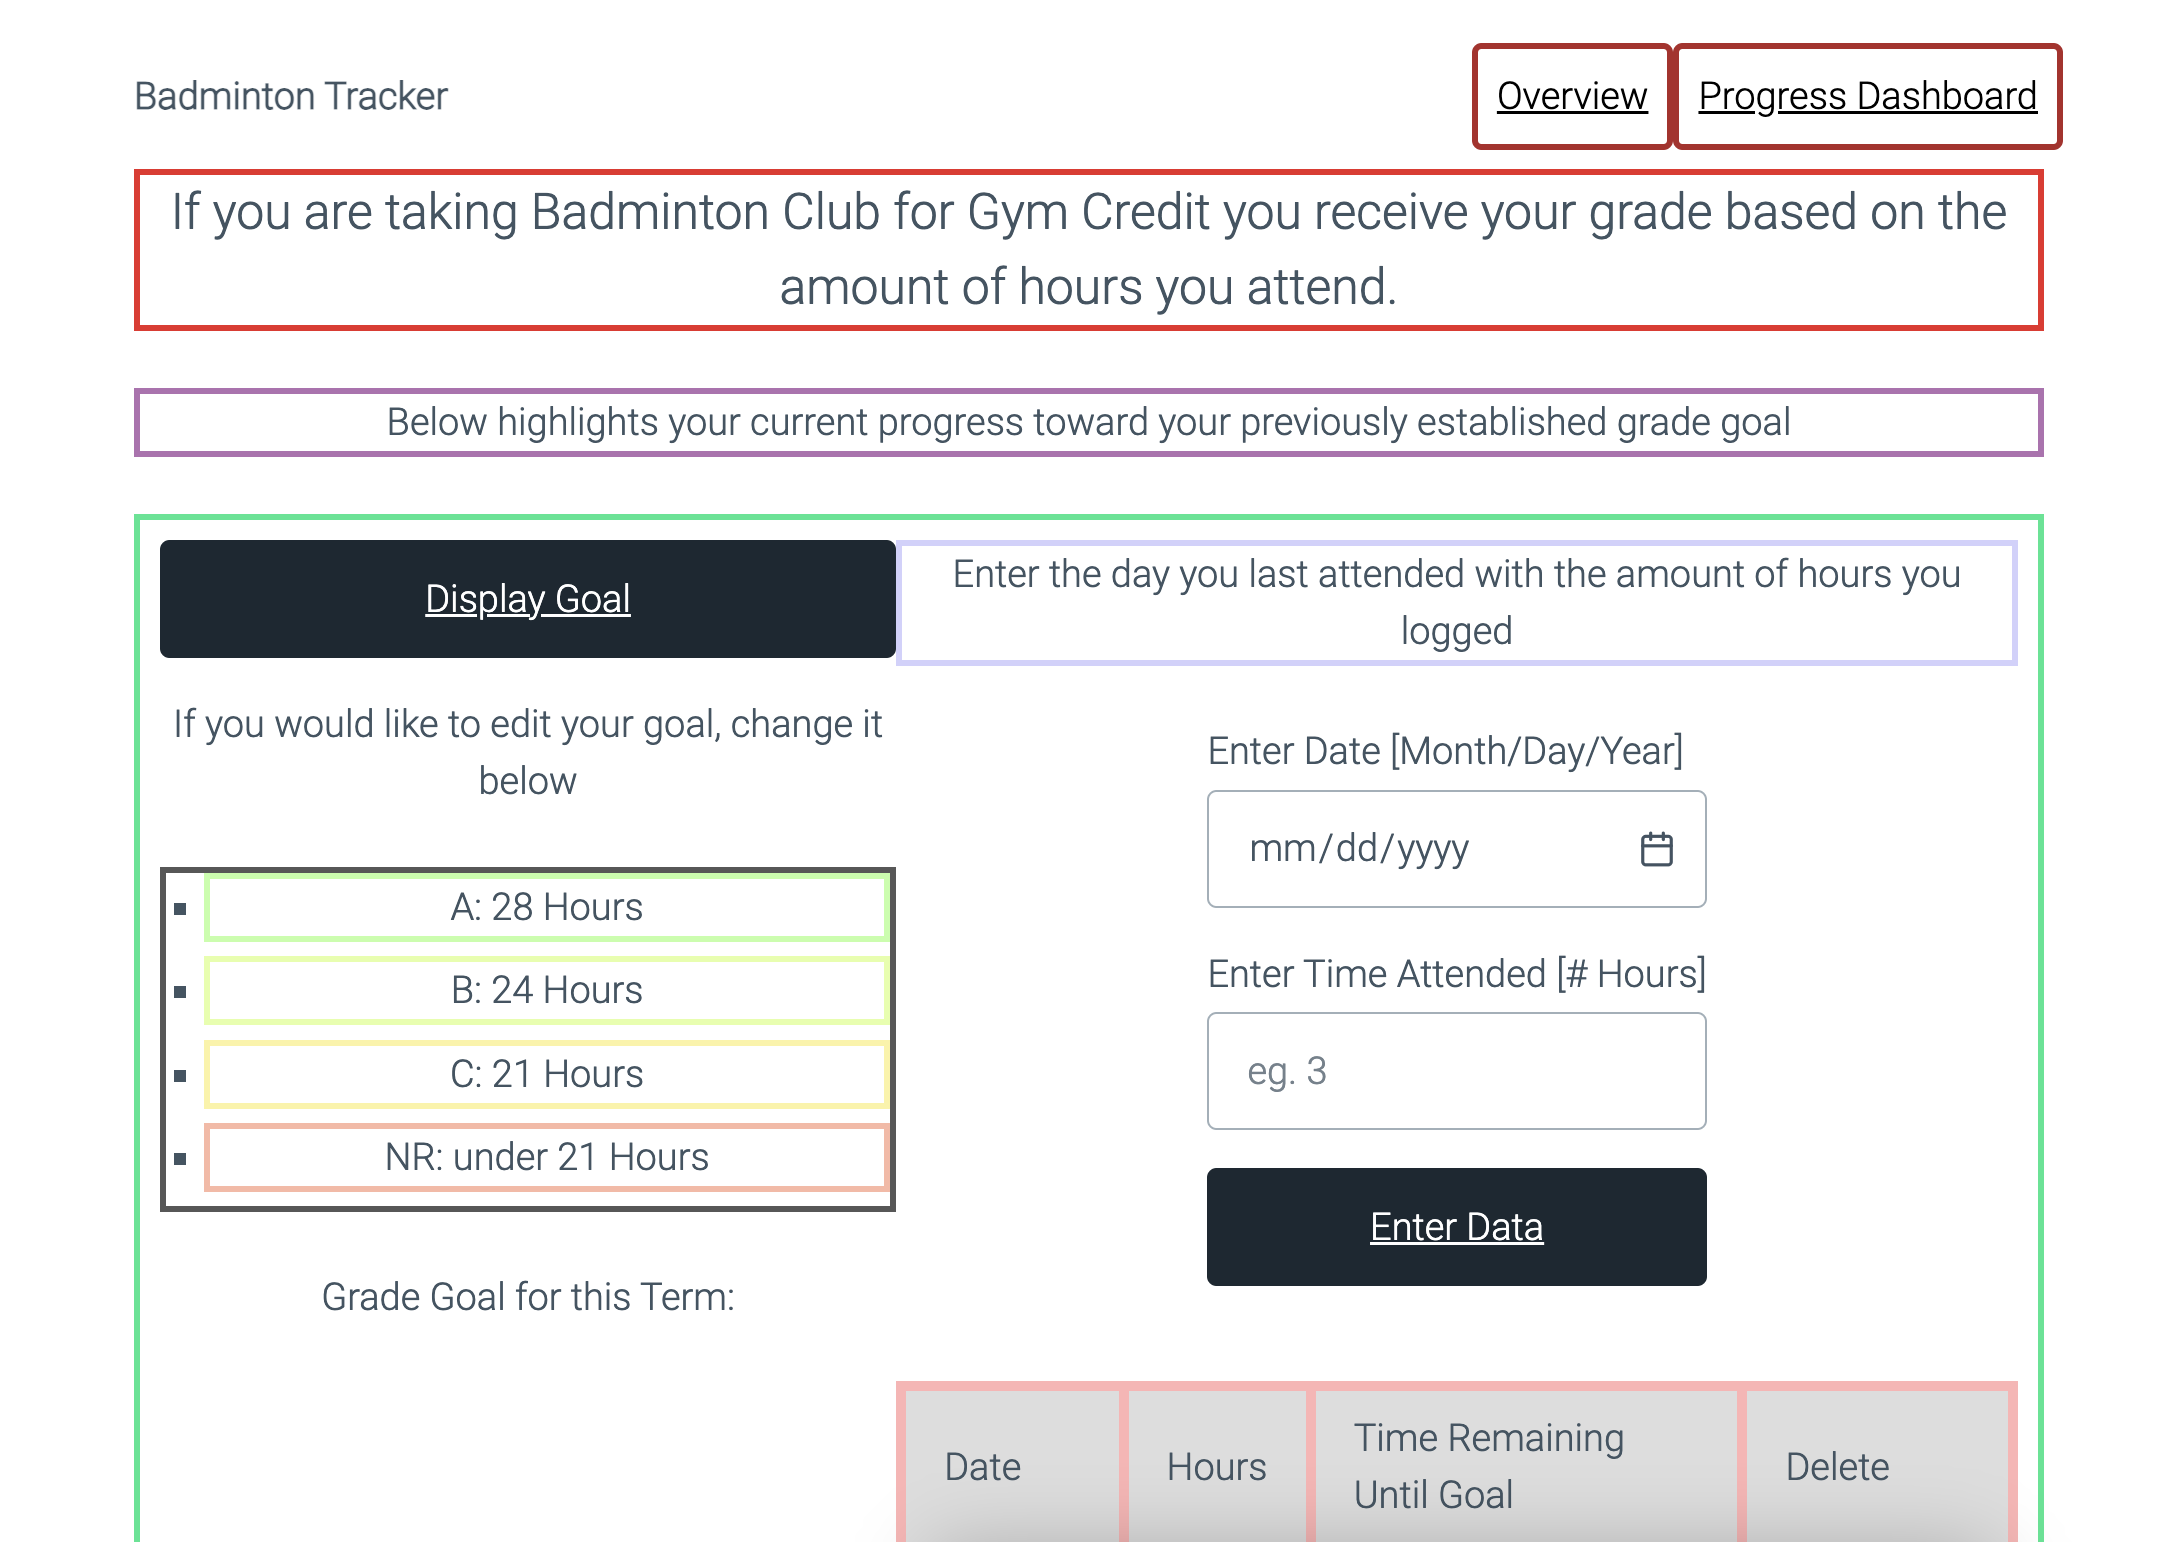 Badminton Tracker
Overview
Progress Dashboard
If you are taking Badminton Club for Gym Credit you receive your grade based on the
amount of hours you attend.
Below highlights your current progress toward your previously established grade goal
Display Goal
If you would like to edit your goal, change it
below
A: 28 Hours
B: 24 Hours
C: 21 Hours
NR: under 21 Hours
Grade Goal for this Term:
Enter the day you last attended with the amount of hours you
logged
Enter Date [Month/Day/Year]
mm/dd/yyyy
Enter Time Attended [# Hours]
eg. 3
Enter Data
Date
Hours
Time Remaining
Until Goal
Delete